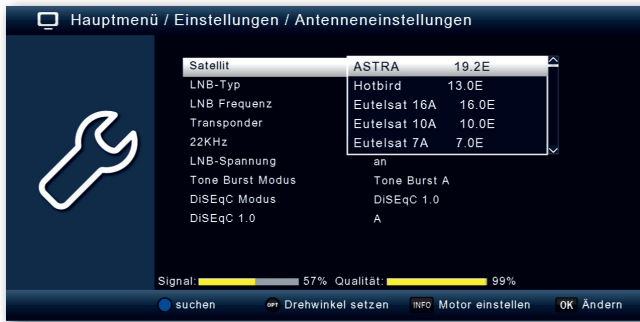 Hauptmenü / Einstellungen / Antenneneinstellungen
Satellit ASTRA 19.2E
LNB-Typ Hotbird 13.0E
LNB Frequenz Eutelsat 16A 16.0E
Transponder Eutelsat 10A 10.0E
22KHz Eutelsat 7A 7.0E
LNB-Spannung an
Tone Burst Modus Tone Burst A
DiSEqC Modus DiSEqC 1.0
DiSEqC 1.0 A
Signal: 57% Qualität: 99%
suchen OPT Drehwinkel setzen INFO Motor einstellen OK Ändern